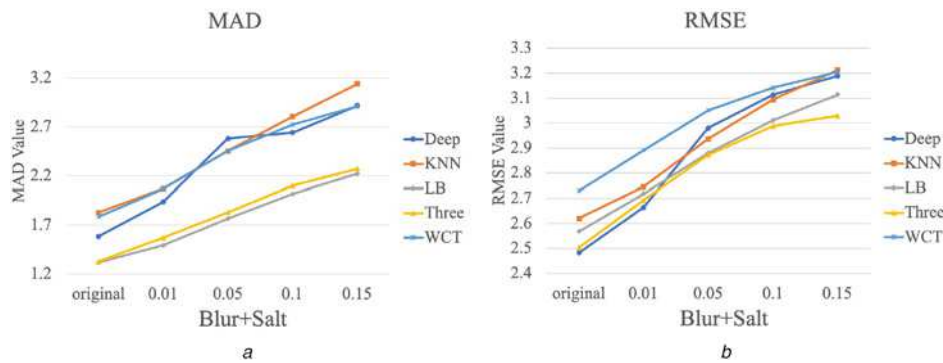 MAD
3.2
2.7
2.2
1.7
1.2
MAD Value
original 0.01 0.05 0.1 0.15
Blur+Salt
Deep
KNN
LB
Three
WCT
a
RMSE
3.3
3.2
3.1
3
2.9
2.8
2.7
2.6
2.5
2.4
RMSE Value
original 0.01 0.05 0.1 0.15
Blur+Salt
Deep
KNN
LB
Three
WCT
b